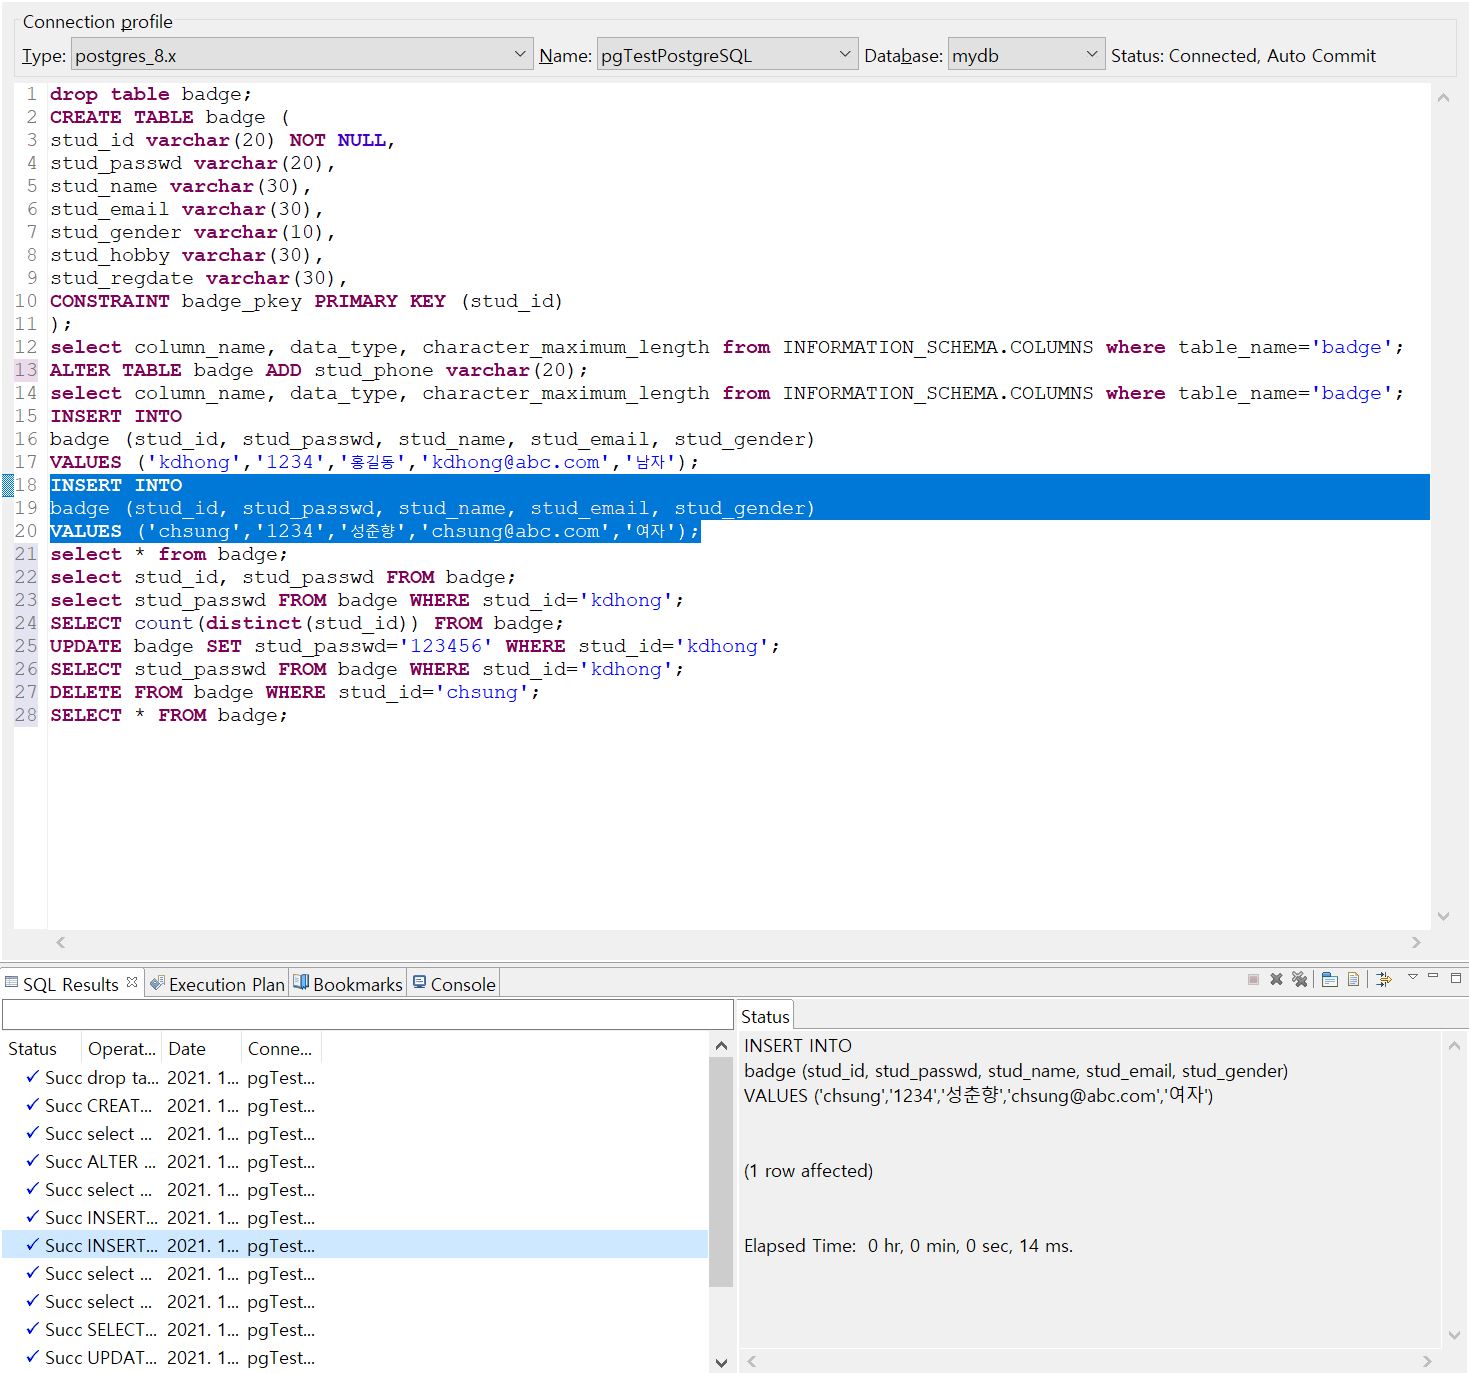 Connection profile
Type: postgres_8.x Name: pgTestPostgreSQL Database: mydb Status: Connected, Auto Commit
1 drop table badge;
2 CREATE TABLE badge (
3 stud_id varchar(20) NOT NULL,
4 stud_passwd varchar(20),
5 stud_name varchar(30),
6 stud_email varchar(30),
7 stud_gender varchar(10),
8 stud_hobby varchar(30),
9 stud_regdate varchar(30),
10 CONSTRAINT badge_pkey PRIMARY KEY (stud_id)
11 );
12 select column_name, data_type, character_maximum_length from INFORMATION_SCHEMA.COLUMNS where table_name='badge';
13 ALTER TABLE badge ADD stud_phone varchar(20);
14 select column_name, data_type, character_maximum_length from INFORMATION_SCHEMA.COLUMNS where table_name='badge';
15 INSERT INTO
16 badge (stud_id, stud_passwd, stud_name, stud_email, stud_gender)
17 VALUES ('kdhong','1234','홍길동','kdhong@abc.com','남자');
18 INSERT INTO
19 badge (stud_id, stud_passwd, stud_name, stud_email, stud_gender)
20 VALUES ('chsung','1234','성춘향','chsung@abc.com','여자');
21 select * from badge;
22 select stud_id, stud_passwd FROM badge;
23 select stud_passwd FROM badge WHERE stud_id='kdhong';
24 SELECT count(distinct(stud_id)) FROM badge;
25 UPDATE badge SET stud_passwd='123456' WHERE stud_id='kdhong';
26 SELECT stud_passwd FROM badge WHERE stud_id='kdhong';
27 DELETE FROM badge WHERE stud_id='chsung';
28 SELECT * FROM badge;
SQL Results Execution Plan Bookmarks Console
Status Operat... Date Conne...
Succ drop ta... 2021. 1... pgTest...
Succ CREAT... 2021. 1... pgTest...
Succ select ... 2021. 1... pgTest...
Succ ALTER ... 2021. 1... pgTest...
Succ select ... 2021. 1... pgTest...
Succ INSERT... 2021. 1... pgTest...
Succ INSERT... 2021. 1... pgTest...
Succ select ... 2021. 1... pgTest...
Succ select ... 2021. 1... pgTest...
Succ SELECT... 2021. 1... pgTest...
Succ UPDAT... 2021. 1... pgTest...
Status
INSERT INTO
badge (stud_id, stud_passwd, stud_name, stud_email, stud_gender)
VALUES ('chsung','1234','성춘향','chsung@abc.com','여자')
(1 row affected)
Elapsed Time: 0 hr, 0 min, 0 sec, 14 ms.